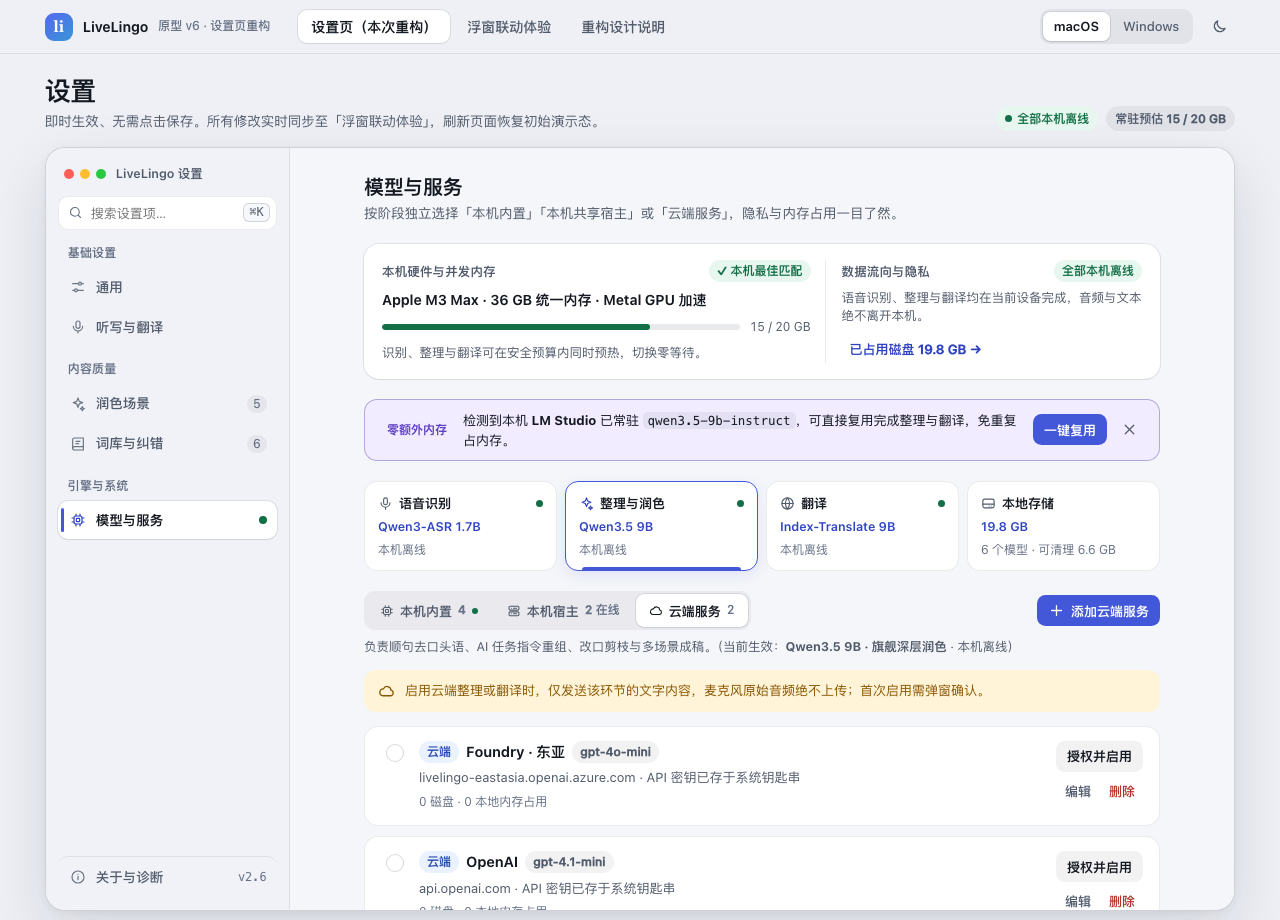 li LiveLingo 原型 v6 · 设置页重构 设置页（本次重构） 浮窗联动体验 重构设计说明 macOS Windows
设置
即时生效、无需点击保存。所有修改实时同步至「浮窗联动体验」，刷新页面恢复初始演示态。
全部本机离线 常驻预估 15 / 20 GB
LiveLingo 设置
搜索设置项… ⌘K
基础设置
通用
听写与翻译
内容质量
润色场景 5
词库与纠错 6
引擎与系统
模型与服务
关于与诊断 v2.6
模型与服务
按阶段独立选择「本机内置」「本机共享宿主」或「云端服务」，隐私与内存占用一目了然。
本机硬件与并发内存 ✓ 本机最佳匹配
Apple M3 Max · 36 GB 统一内存 · Metal GPU 加速
15 / 20 GB
识别、整理与翻译可在安全预算内同时预热，切换零等待。
数据流向与隐私 全部本机离线
语音识别、整理与翻译均在当前设备完成，音频与文本
绝不离开本机。
已占用磁盘 19.8 GB →
零额外内存
检测到本机 LM Studio 已常驻 qwen3.5-9b-instruct，可直接复用完成整理与翻译，免重复
占内存。
一键复用
语音识别
Qwen3-ASR 1.7B
本机离线
整理与润色
Qwen3.5 9B
本机离线
翻译
Index-Translate 9B
本机离线
本地存储
19.8 GB
6 个模型 · 可清理 6.6 GB
本机内置 4 本机宿主 2 在线 云端服务 2
添加云端服务
负责顺句去口头语、AI 任务指令重组、改口剪枝与多场景成稿。（当前生效：Qwen3.5 9B · 旗舰深层润色 · 本机离线）
启用云端整理或翻译时，仅发送该环节的文字内容，麦克风原始音频绝不上传；首次启用需弹窗确认。
云端 Foundry · 东亚 gpt-4o-mini
livelingo-eastasia.openai.azure.com · API 密钥已存于系统钥匙串
0 磁盘 · 0 本地内存占用
授权并启用
编辑 删除
云端 OpenAI gpt-4.1-mini
api.openai.com · API 密钥已存于系统钥匙串
0 磁盘 · 0 本地内存占用
授权并启用
编辑 删除